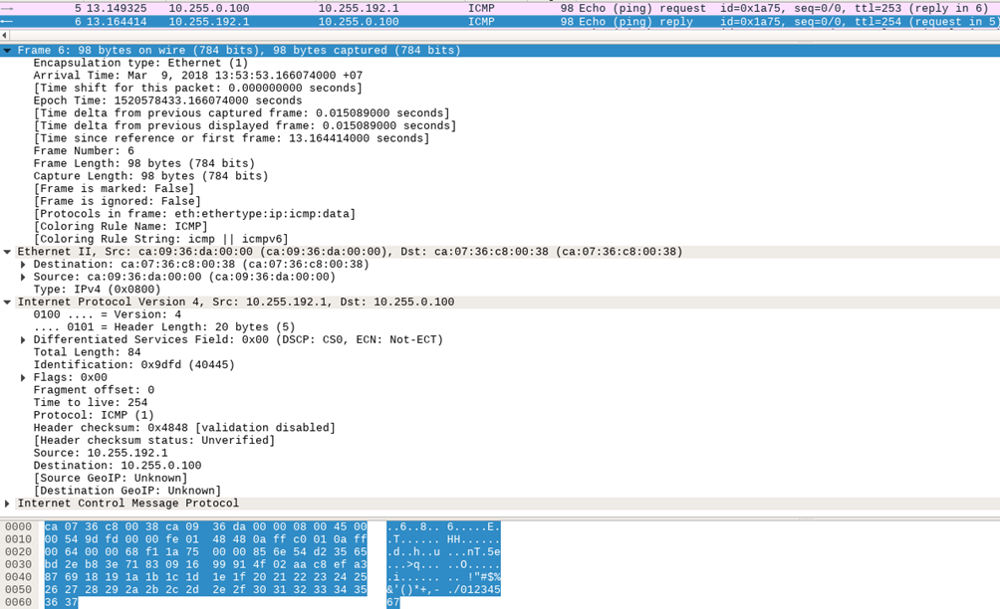 5 13.149325 10.255.0.100 10.255.192.1 ICMP 98 Echo (ping) request id=0x1a75, seq=0/0, ttl=253 (reply in 6)
6 13.164414 10.255.192.1 10.255.0.100 ICMP 98 Echo (ping) reply id=0x1a75, seq=0/0, ttl=254 (request in 5)
Frame 6: 98 bytes on wire (784 bits), 98 bytes captured (784 bits)
Encapsulation type: Ethernet (1)
Arrival Time: Mar  9, 2018 13:53:53.166074000 +07
[Time shift for this packet: 0.000000000 seconds]
Epoch Time: 1520578433.166074000 seconds
[Time delta from previous captured frame: 0.015089000 seconds]
[Time delta from previous displayed frame: 0.015089000 seconds]
[Time since reference or first frame: 13.164414000 seconds]
Frame Number: 6
Frame Length: 98 bytes (784 bits)
Capture Length: 98 bytes (784 bits)
[Frame is marked: False]
[Frame is ignored: False]
[Protocols in frame: eth:ethertype:ip:icmp:data]
[Coloring Rule Name: ICMP]
[Coloring Rule String: icmp || icmpv6]
Ethernet II, Src: ca:09:36:da:00:00 (ca:09:36:da:00:00), Dst: ca:07:36:c8:00:38 (ca:07:36:c8:00:38)
Destination: ca:07:36:c8:00:38 (ca:07:36:c8:00:38)
Source: ca:09:36:da:00:00 (ca:09:36:da:00:00)
Type: IPv4 (0x0800)
Internet Protocol Version 4, Src: 10.255.192.1, Dst: 10.255.0.100
0100 .... = Version: 4
.... 0101 = Header Length: 20 bytes (5)
Differentiated Services Field: 0x00 (DSCP: CS0, ECN: Not-ECT)
Total Length: 84
Identification: 0x9dfd (40445)
Flags: 0x00
Fragment offset: 0
Time to live: 254
Protocol: ICMP (1)
Header checksum: 0x4848 [validation disabled]
[Header checksum status: Unverified]
Source: 10.255.192.1
Destination: 10.255.0.100
[Source GeoIP: Unknown]
[Destination GeoIP: Unknown]
Internet Control Message Protocol
0000 ca 07 36 c8 00 38 ca 09 36 da 00 00 08 00 45 00 ..6..8.. 6.....E.
0010 00 54 9d fd 00 00 fe 01 48 48 0a ff c0 01 0a ff .T...... HH......
0020 00 64 00 00 68 f1 1a 75 00 00 85 6e 54 d2 35 65 .d..h..u ...nT.5e
0030 bd 2e b8 3e 71 83 09 16 99 91 4f 02 aa c8 ef a3 ...>q... ..O.....
0040 87 69 18 19 1a 1b 1c 1d 1e 1f 20 21 22 23 24 25 .i...... .. !"#$%
0050 26 27 28 29 2a 2b 2c 2d 2e 2f 30 31 32 33 34 35 &'()*+,- ./012345
0060 36 37 67